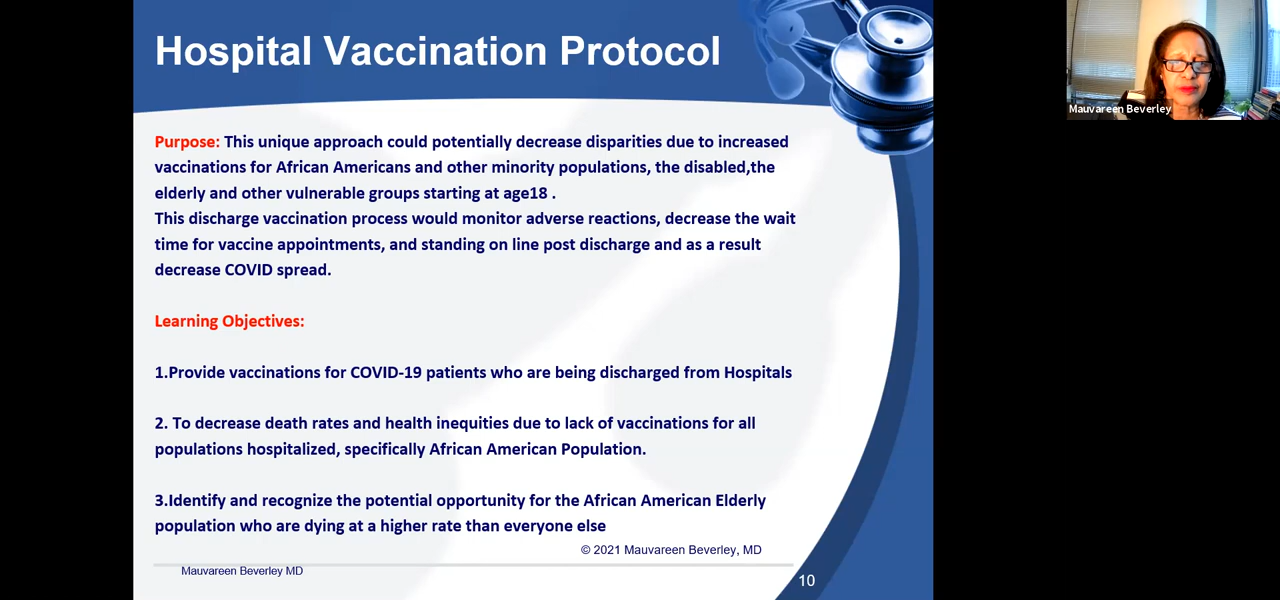 Hospital Vaccination Protocol
Mauvareen Beverley
Purpose: This unique approach could potentially decrease disparities due to increased
vaccinations for African Americans and other minority populations, the disabled,the
elderly and other vulnerable groups starting at age18 .
This discharge vaccination process would monitor adverse reactions, decrease the wait
time for vaccine appointments, and standing on line post discharge and as a result
decrease COVID spread.
Learning Objectives:
1.Provide vaccinations for COVID-19 patients who are being discharged from Hospitals
2. To decrease death rates and health inequities due to lack of vaccinations for all
populations hospitalized, specifically African American Population.
3.Identify and recognize the potential opportunity for the African American Elderly
population who are dying at a higher rate than everyone else
© 2021 Mauvareen Beverley, MD
Mauvareen Beverley MD
10